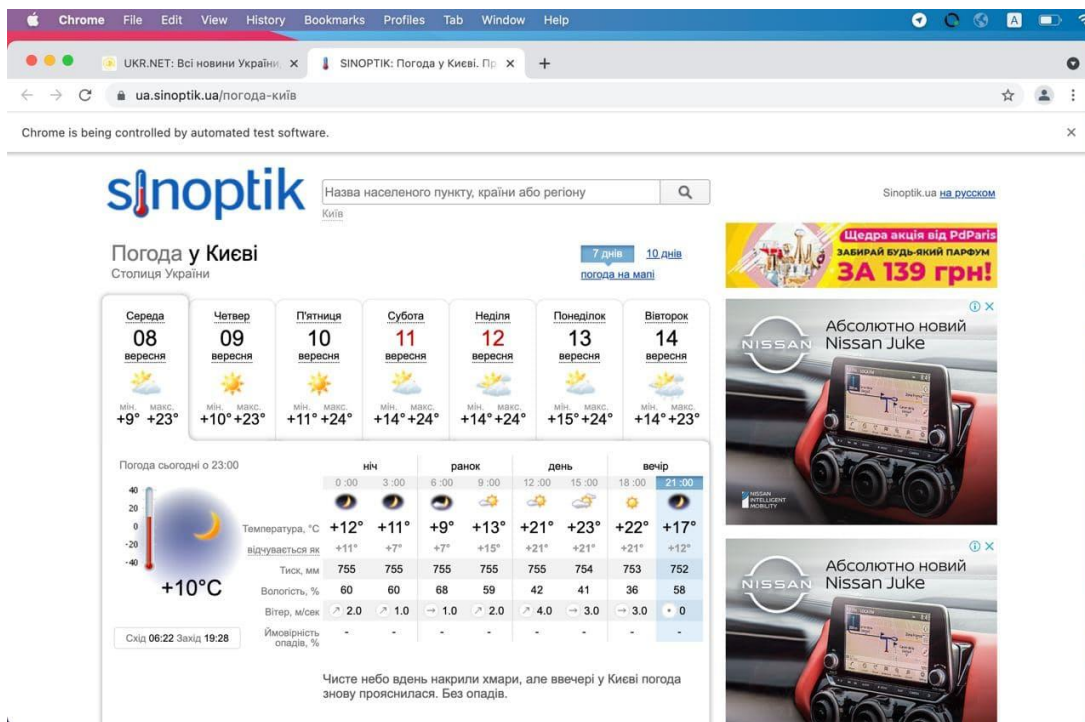 Chrome File Edit View History Bookmarks Profiles Tab Window Help
A
UKR.NET: Всі новини України,
SINOPTIK: Погода у Києві. Пр
ua.sinoptik.ua/погода-київ
Chrome is being controlled by automated test software.
sinoptik
Назва населеного пункту, країни або регіону
Київ
Sinoptik.ua на русском
Погода у Києві
Столиця України
7 днів 10 днів
погода на мапі
Щедра акція від PdParis
ЗАБИРАЙ БУДЬ-ЯКИЙ ПАРФУМ
ЗА 139 грн!
Середа Четвер П'ятниця Субота Неділя Понеділок Вівторок
08 09 10 11 12 13 14
вересня вересня вересня вересня вересня вересня вересня
мін. макс. мін. макс. мін. макс. мін. макс. мін. макс. мін. макс. мін. макс.
+9° +23° +10° +23° +11° +24° +14° +24° +14° +24° +15° +24° +14° +23°
Погода сьогодні о 23:00
40
20
0
-20
-40
+10°C
Схід 06:22 Захід 19:28
ніч ранок день вечір
0 :00 3 :00 6 :00 9 :00 12 :00 15 :00 18 :00 21 :00
Температура, °C +12° +11° +9° +13° +21° +23° +22° +17°
відчувається як +11° +7° +7° +15° +21° +21° +21° +12°
Тиск, мм 755 755 755 755 755 754 753 752
Вологість, % 60 60 68 59 42 41 36 58
Вітер, м/сек 2.0 1.0 1.0 2.0 4.0 3.0 3.0 0
Ймовірність
опадів, % - - - - - - - -
Чисте небо вдень накрили хмари, але ввечері у Києві погода
знову прояснилася. Без опадів.
NISSAN
Абсолютно новий
Nissan Juke
NISSAN
INTELLIGENT
MOBILITY
NISSAN
Абсолютно новий
Nissan Juke